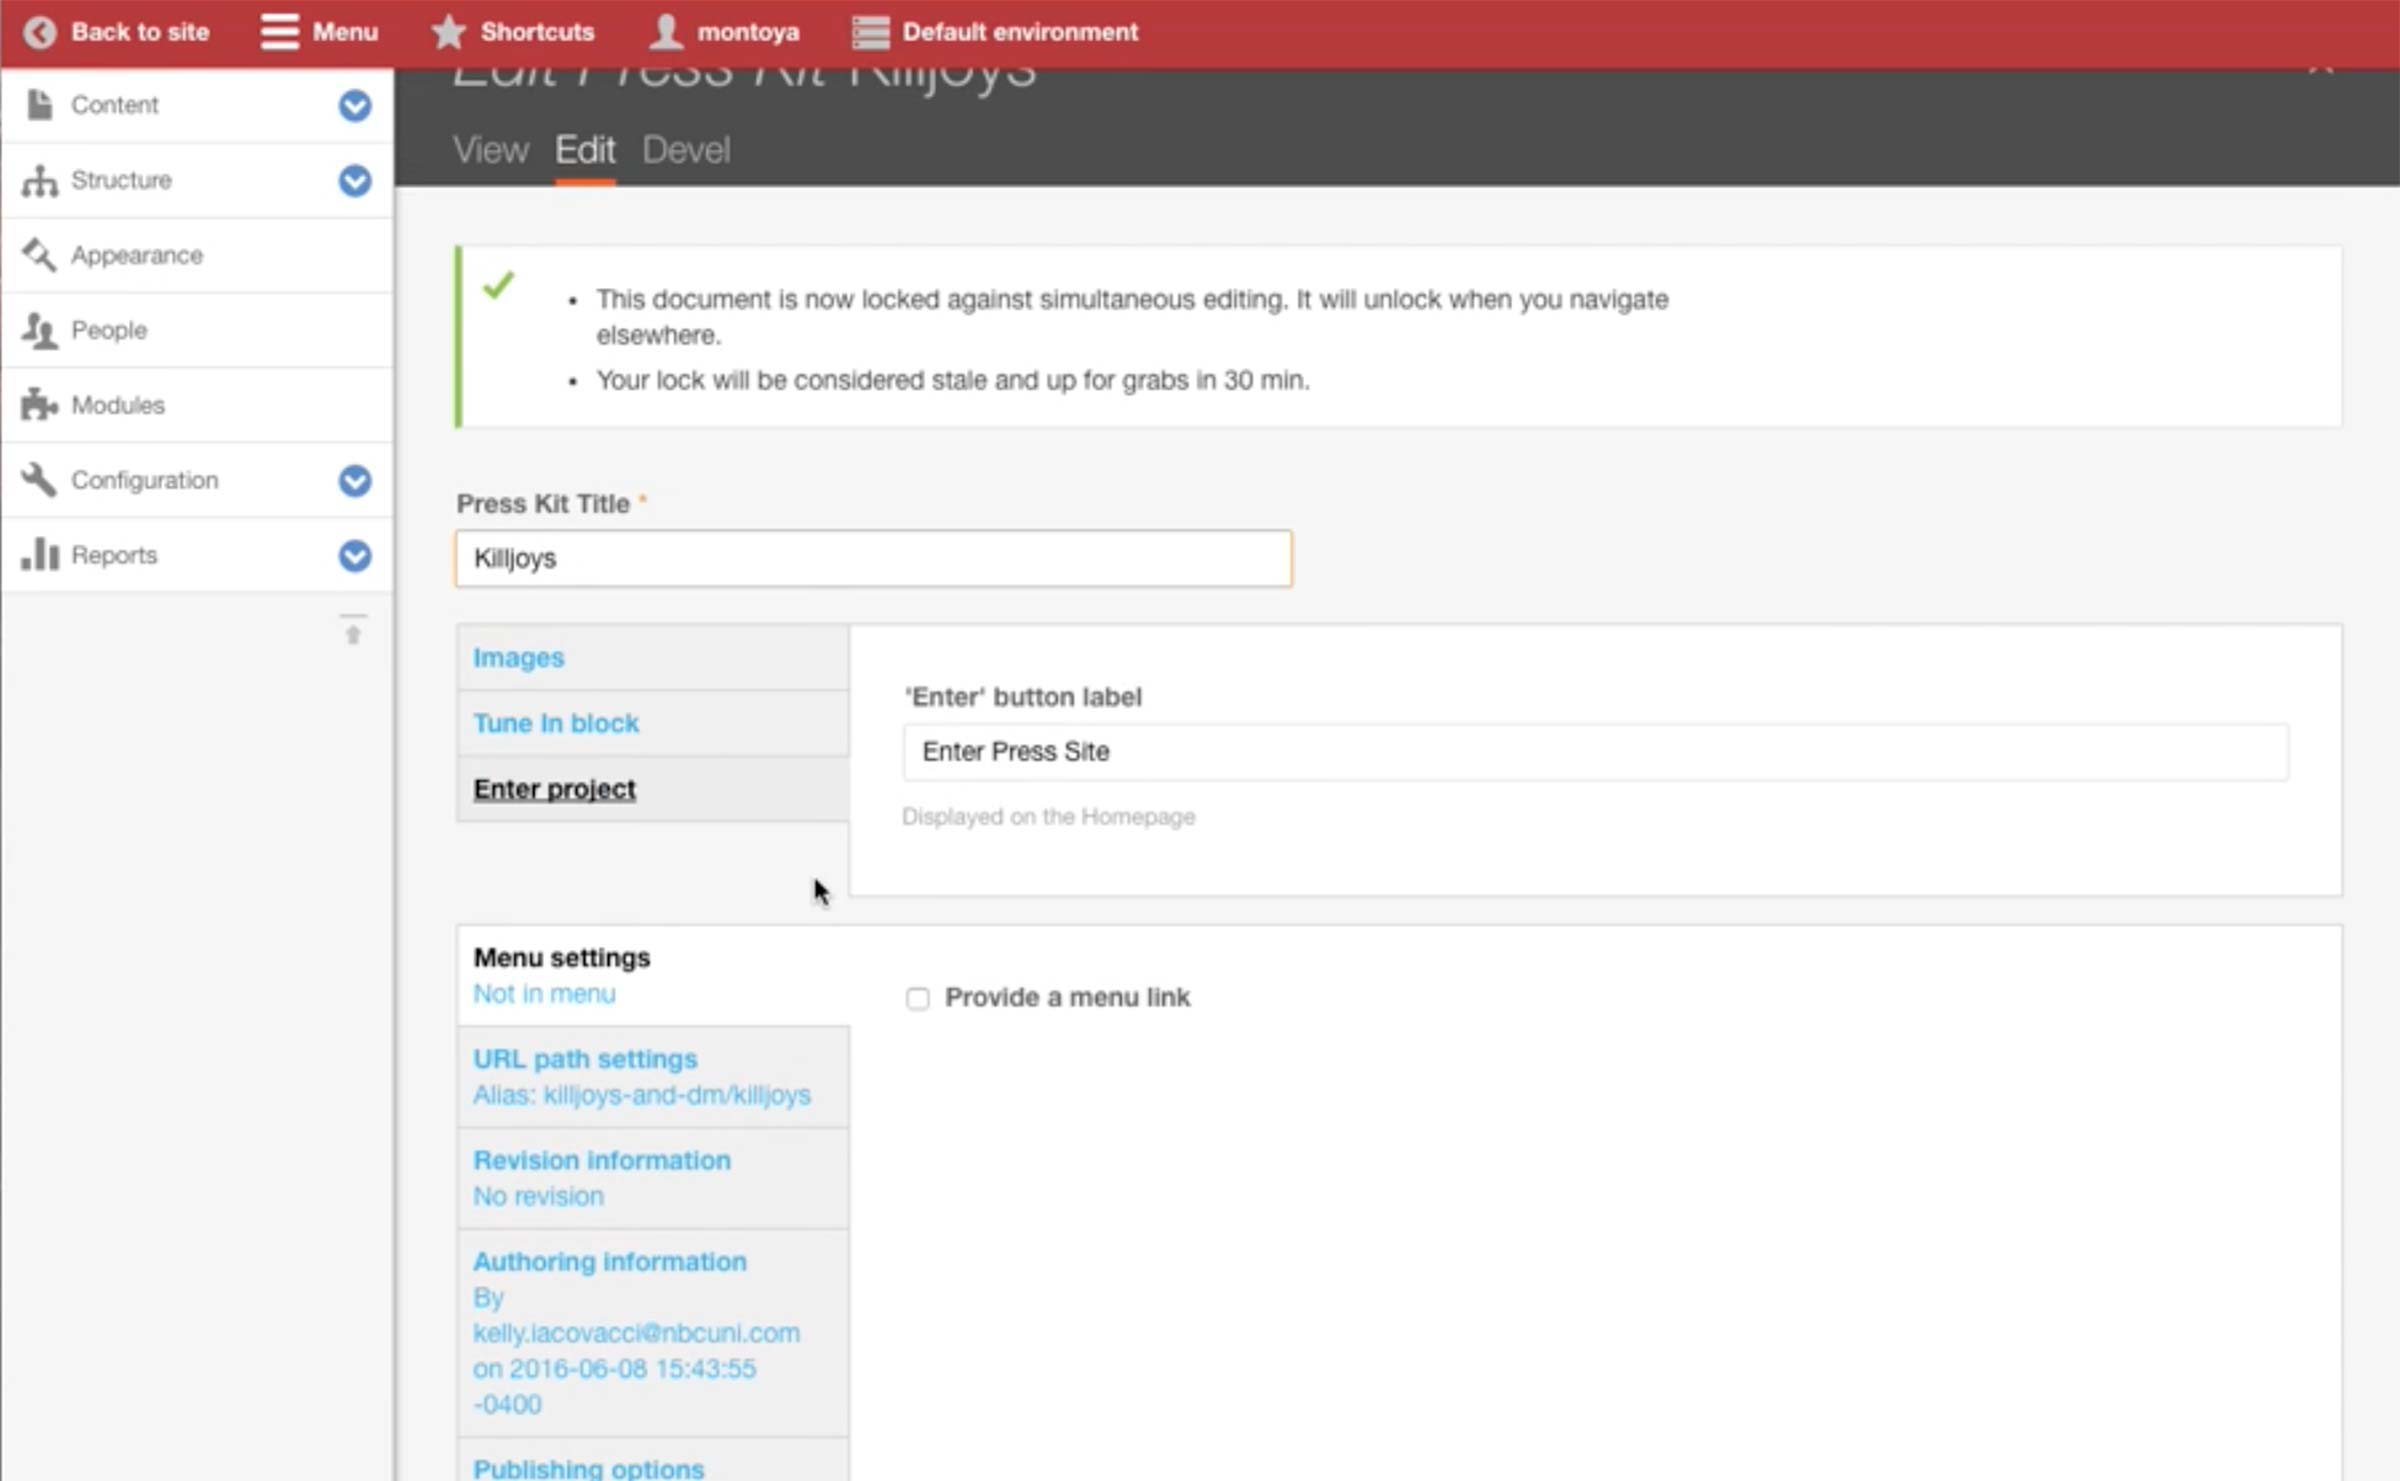 Back to site Menu Shortcuts montoya Default environment
Edit Press Kit Killjoys
View Edit Devel
Content
Structure
Appearance
People
Modules
Configuration
Reports
• This document is now locked against simultaneous editing. It will unlock when you navigate
elsewhere.
• Your lock will be considered stale and up for grabs in 30 min.
Press Kit Title *
Killjoys
Images
Tune In block
Enter project
'Enter' button label
Enter Press Site
Displayed on the Homepage
Menu settings
Not in menu
Provide a menu link
URL path settings
Alias: killjoys-and-dm/killjoys
Revision information
No revision
Authoring information
By
kelly.iacovacci@nbcuni.com
on 2016-06-08 15:43:55
-0400
Publishing options